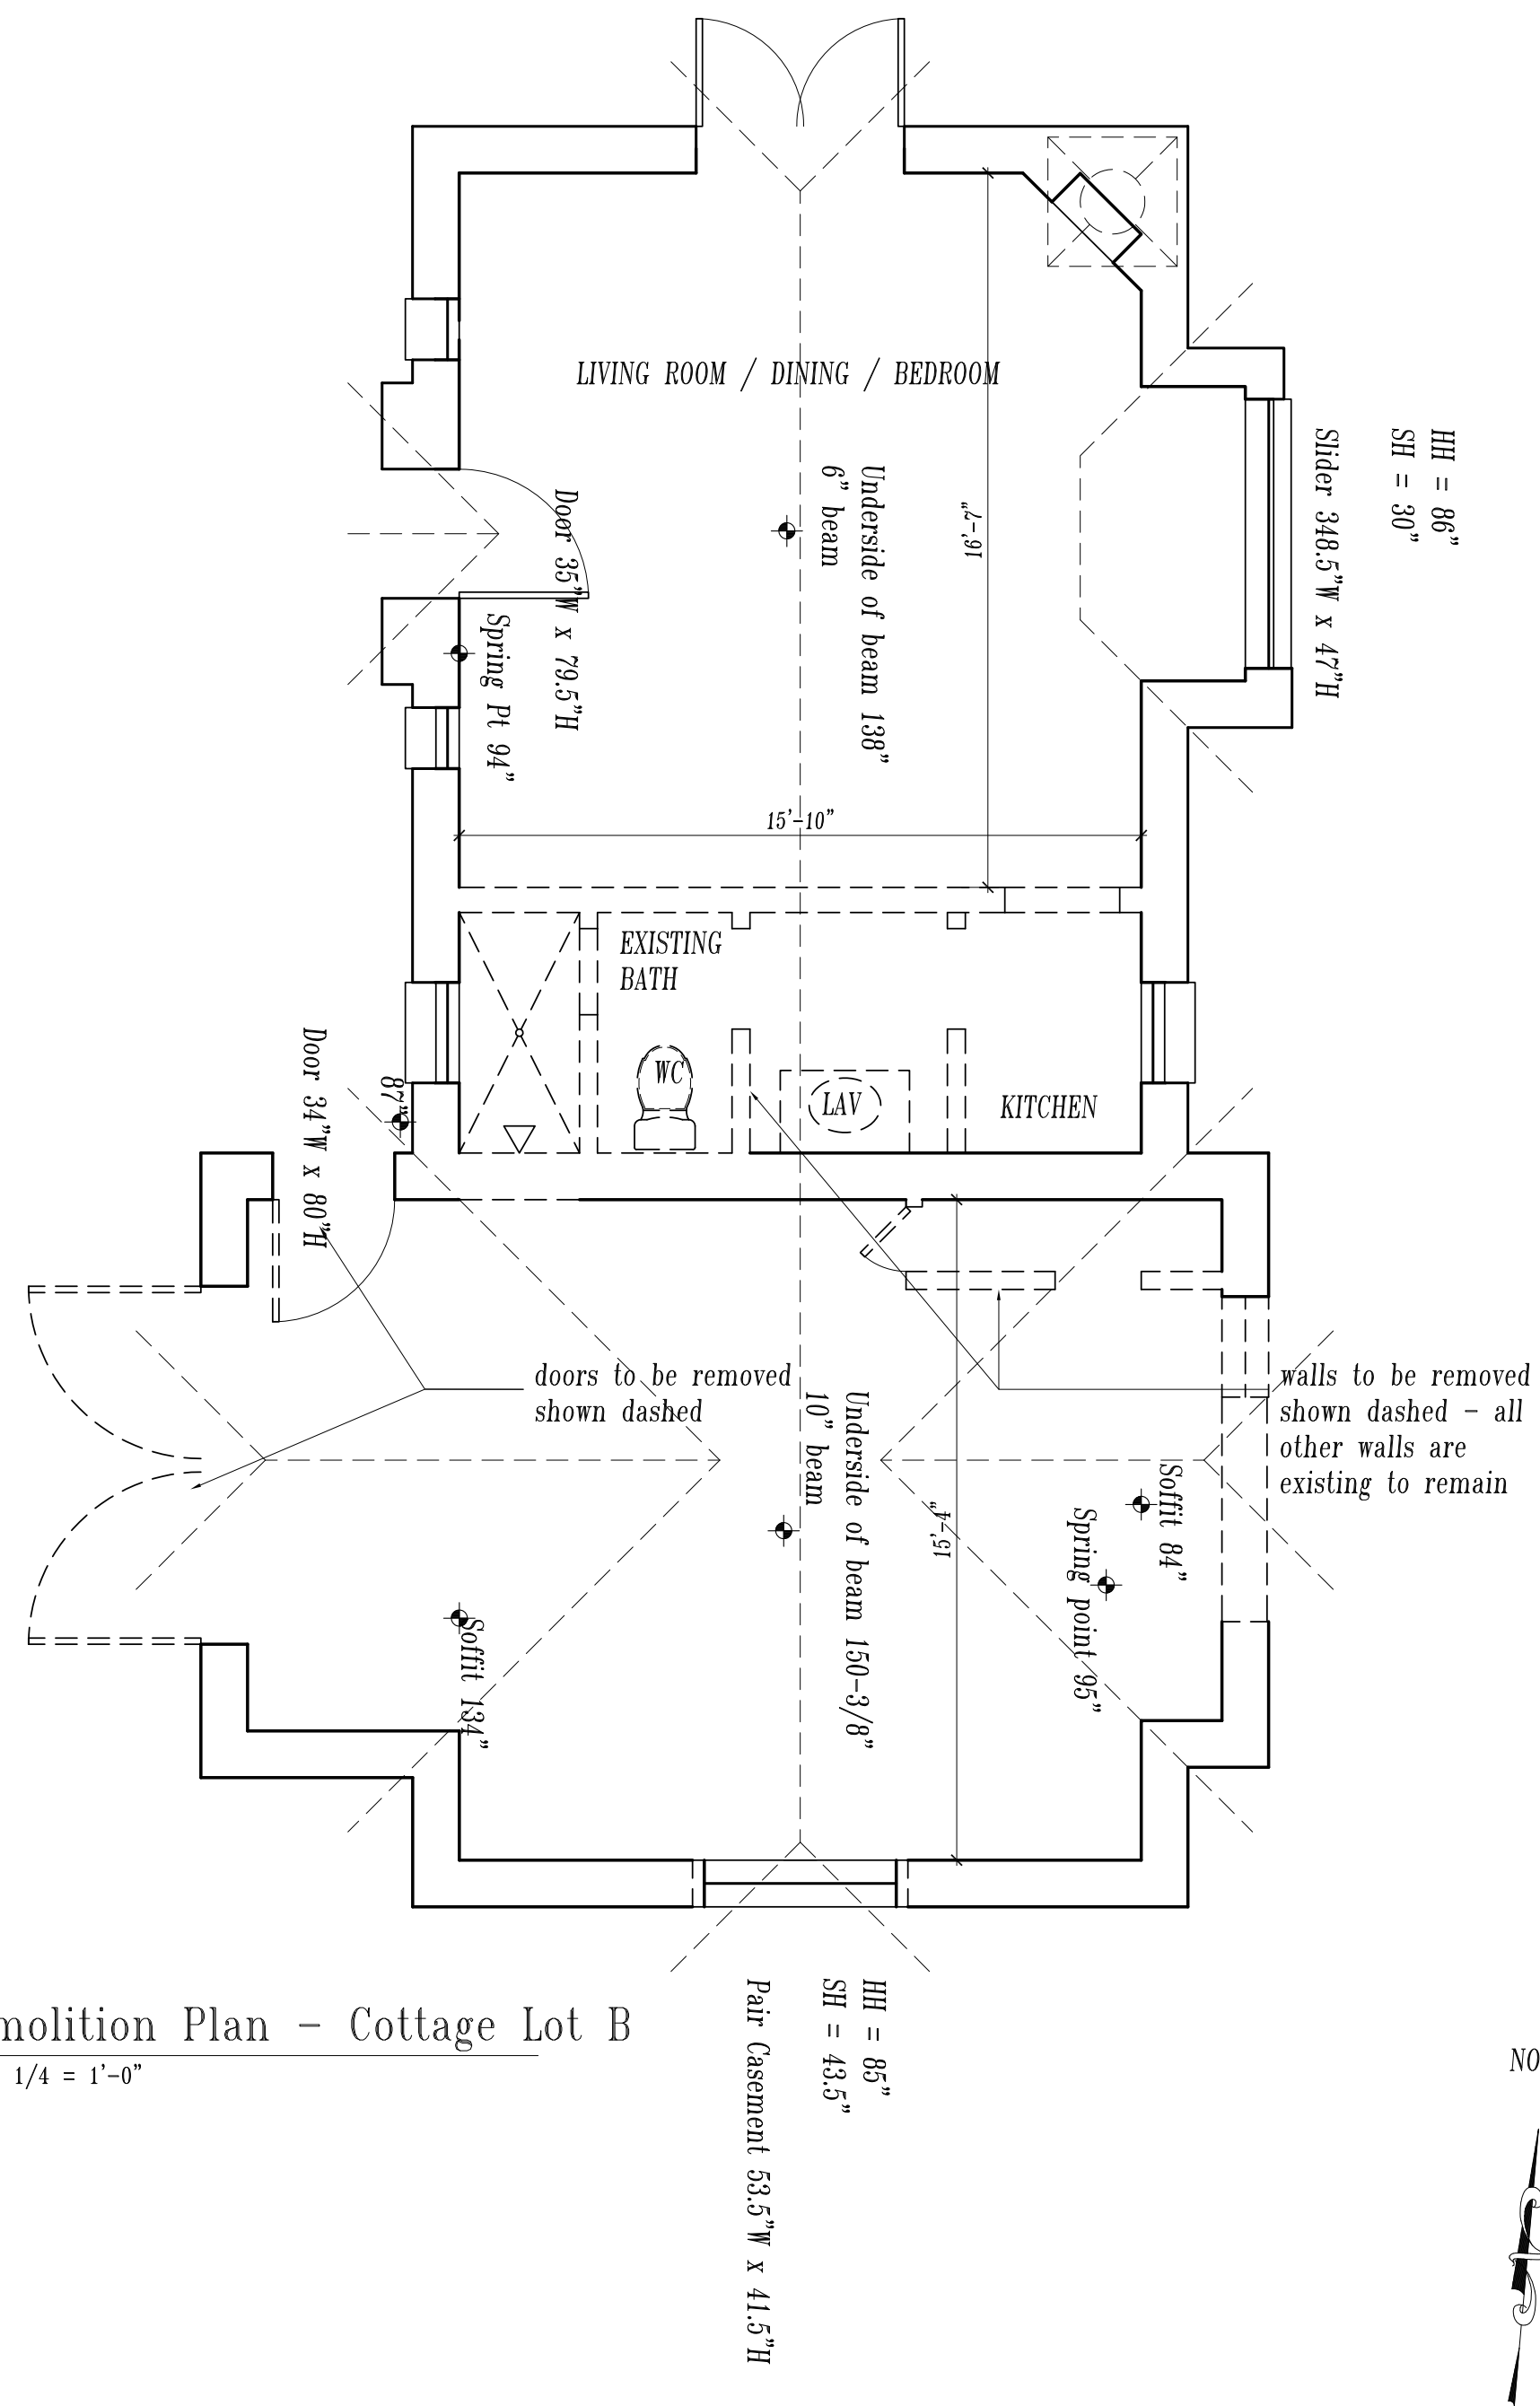 LIVING ROOM / DINING / BEDROOM
HH = 86"
SH = 30"
Slider 348.5"W x 47"H
Underside of beam 138"
6" beam
16'-7"
Door 35"W x 79.5"H
Spring Pt 94"
15'-10"
EXISTING
BATH
WC
LAV
KITCHEN
87"
Door 34"W x 80"H
doors to be removed
shown dashed
walls to be removed
shown dashed - all
other walls are
existing to remain
Underside of beam 150-3/8"
10" beam
15'-4"
Soffit 84"
Spring point 95"
Soffit 134"
HH = 85"
SH = 43.5"
Pair Casement 53.5"W x 41.5"H
molition Plan - Cottage Lot B
1/4 = 1'-0"
NO